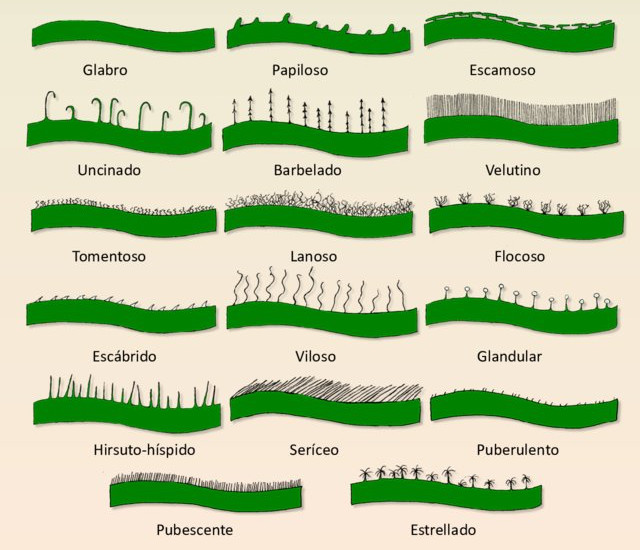 Glabro
Papiloso
Escamoso
Uncinado
Barbelado
Velutino
Tomentoso
Lanoso
Flocoso
Escábrido
Viloso
Glandular
Hirsuto-híspido
Seríceo
Puberulento
Pubescente
Estrellado